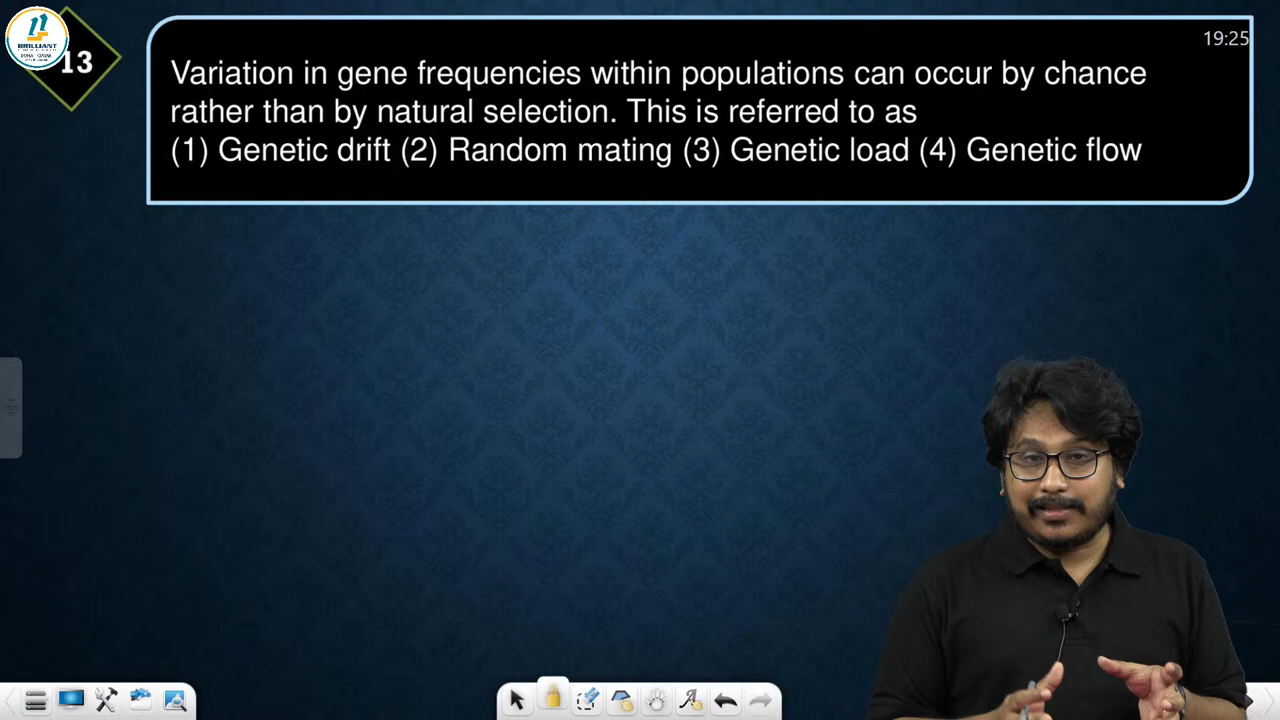 BRILLIANT
13
19:25
Variation in gene frequencies within populations can occur by chance
rather than by natural selection. This is referred to as
(1) Genetic drift (2) Random mating (3) Genetic load (4) Genetic flow